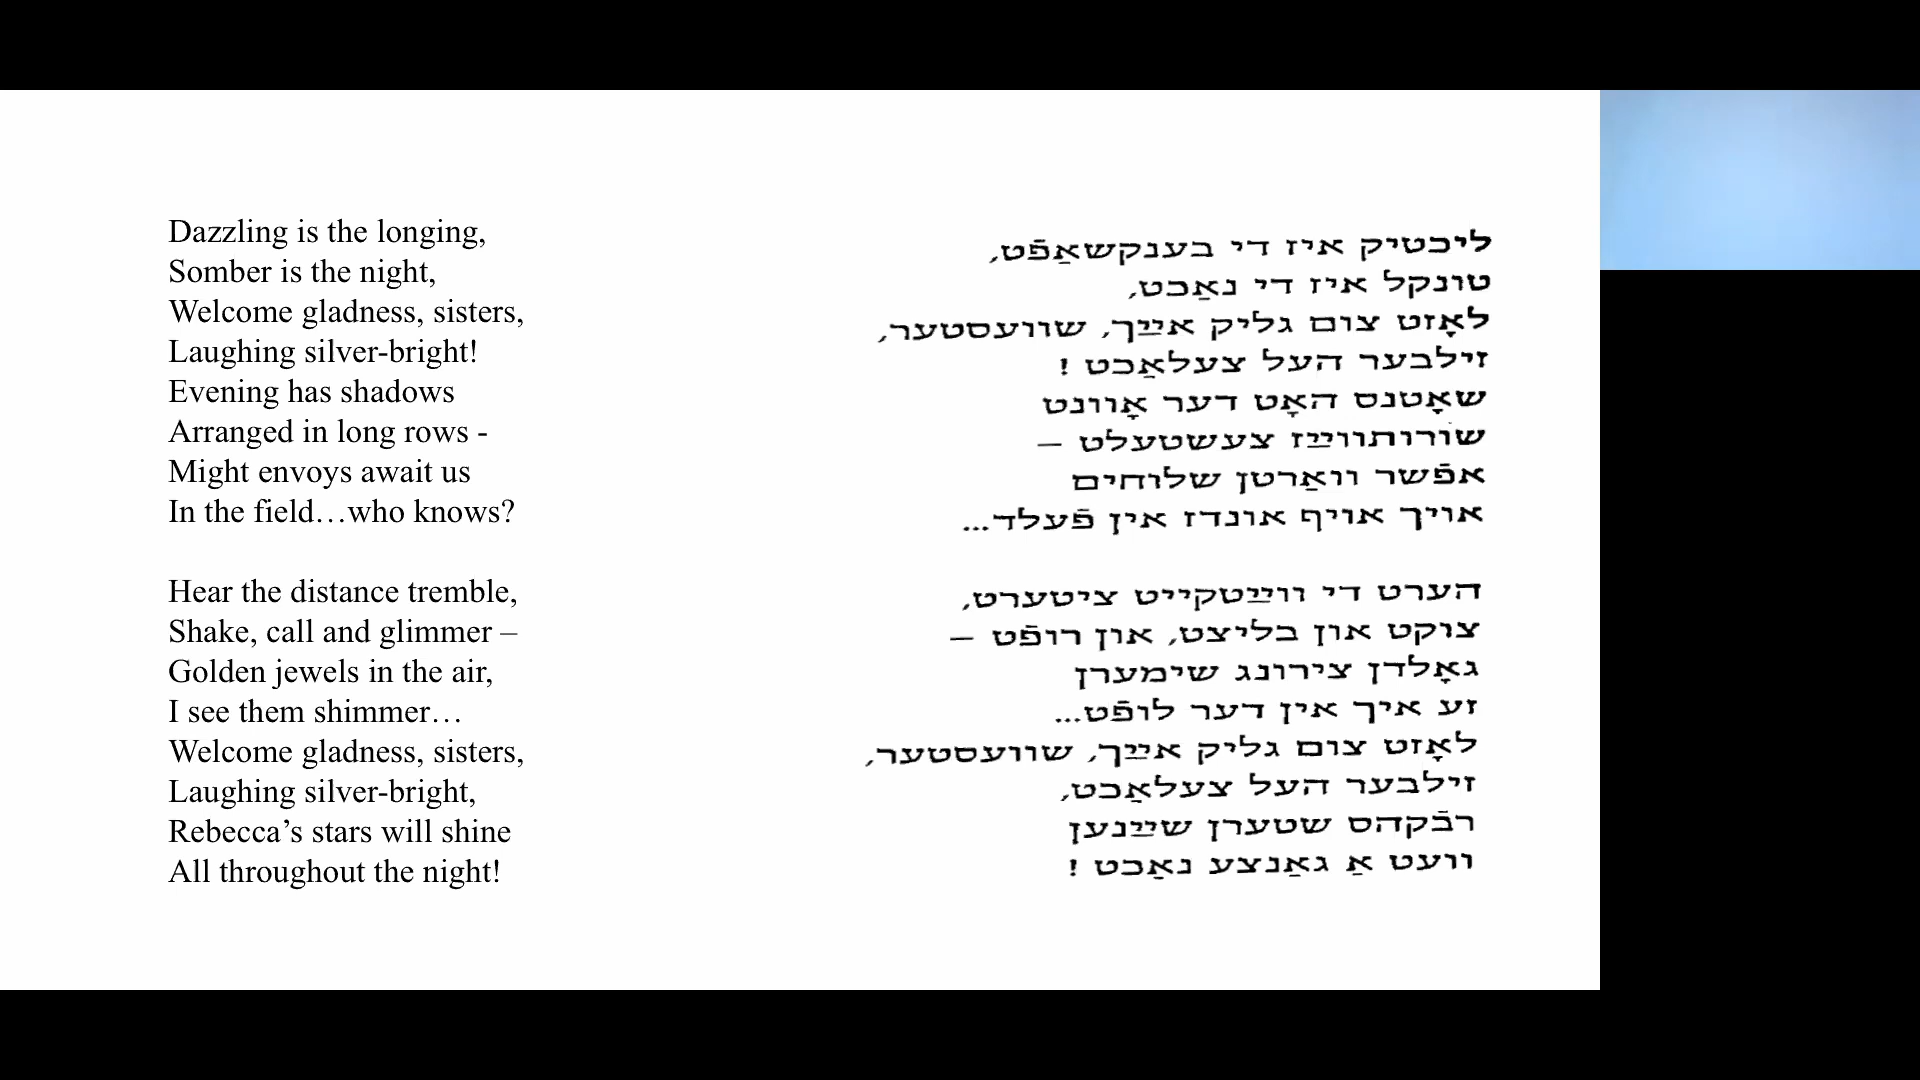 Dazzling is the longing,
Somber is the night,
Welcome gladness, sisters,
Laughing silver-bright!
Evening has shadows
Arranged in long rows -
Might envoys await us
In the field…who knows?
Hear the distance tremble,
Shake, call and glimmer –
Golden jewels in the air,
I see them shimmer…
Welcome gladness, sisters,
Laughing silver-bright,
Rebecca’s stars will shine
All throughout the night!
ליכטיק איז די בענקשאַפֿט,
טונקל איז די נאַכט,
לאָזט צום גליק אײַך, שוועסטער,
זילבער העל צעלאַכט !
שאָטנס האָט דער אָוונט
שורותווײַז צעשטעלט –
אפֿשר וואַרטן שלוחים
אויך אויף אונדז אין פֿעלד...
הערט די ווײַטקייט ציטערט,
צוקט און בליצט, און רופֿט –
גאָלדן צירונג שימערן
זע איך אין דער לופֿט...
לאָזט צום גליק אײַך, שוועסטער,
זילבער העל צעלאַכט,
רבֿקהס שטערן שײַנען
וועט אַ גאַנצע נאַכט !